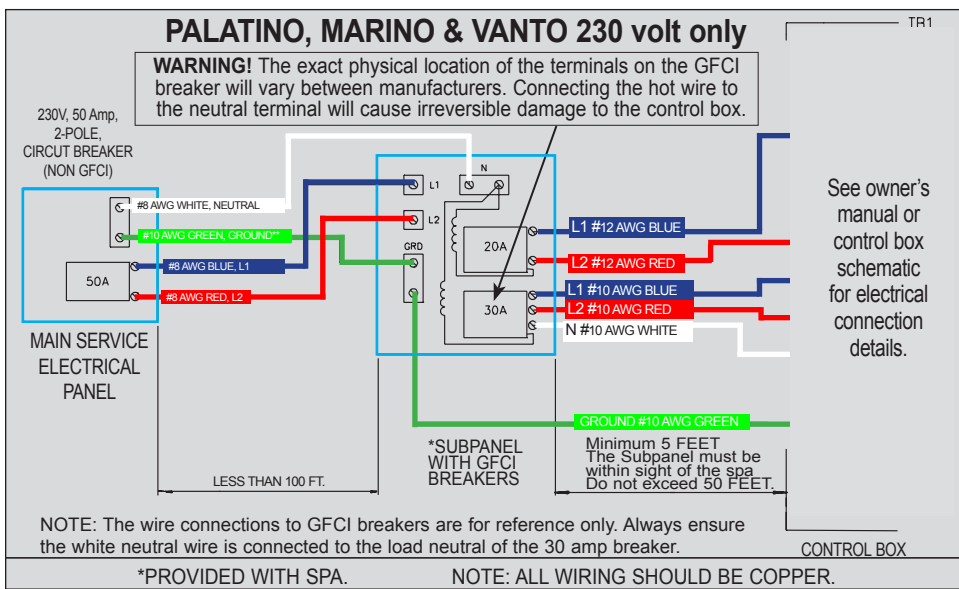 PALATINO, MARINO & VANTO 230 volt only
TB1
WARNING! The exact physical location of the terminals on the GFCI
breaker will vary between manufacturers. Connecting the hot wire to
the neutral terminal will cause irreversible damage to the control box.
230V, 50 Amp,
2-POLE,
CIRCUT BREAKER
(NON GFCI)
#8 AWG WHITE, NEUTRAL
#10 AWG GREEN, GROUND**
#8 AWG BLUE, L1
#8 AWG RED, L2
50A
MAIN SERVICE
ELECTRICAL
PANEL
L1
N
L2
GRD
20A
30A
L1 #12 AWG BLUE
L2 #12 AWG RED
L1 #10 AWG BLUE
L2 #10 AWG RED
N #10 AWG WHITE
GROUND #10 AWG GREEN
See owner's
manual or
control box
schematic
for electrical
connection
details.
*SUBPANEL
WITH GFCI
BREAKERS
Minimum 5 FEET
The Subpanel must be
within sight of the spa
Do not exceed 50 FEET.
LESS THAN 100 FT.
NOTE: The wire connections to GFCI breakers are for reference only. Always ensure
the white neutral wire is connected to the load neutral of the 30 amp breaker.
CONTROL BOX
*PROVIDED WITH SPA.
NOTE: ALL WIRING SHOULD BE COPPER.